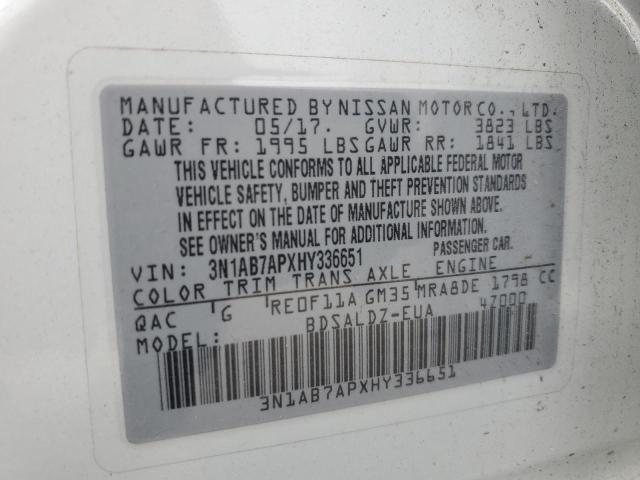 MANUFACTURED BY NISSAN MOTOR CO., LTD.
DATE: 05/17. GVWR: 3823 LBS
GAWR FR: 1995 LBS GAWR RR: 1841 LBS
THIS VEHICLE CONFORMS TO ALL APPLICABLE FEDERAL MOTOR
VEHICLE SAFETY, BUMPER AND THEFT PREVENTION STANDARDS
IN EFFECT ON THE DATE OF MANUFACTURE SHOWN ABOVE.
SEE OWNER'S MANUAL FOR ADDITIONAL INFORMATION.
VIN: 3N1AB7APXHY336651 PASSENGER CAR.
COLOR TRIM TRANS AXLE ENGINE
QAC G RE0F11A GM35 MRA8DE 1798 CC
MODEL: BDSALDZ-EUA 47000
3N1AB7APXHY336651